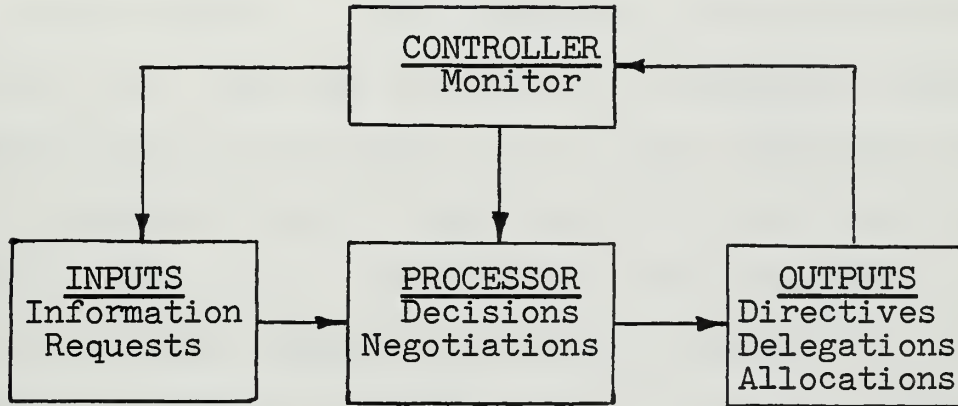 CONTROLLER
Monitor
INPUTS
Information
Requests
PROCESSOR
Decisions
Negotiations
OUTPUTS
Directives
Delegations
Allocations